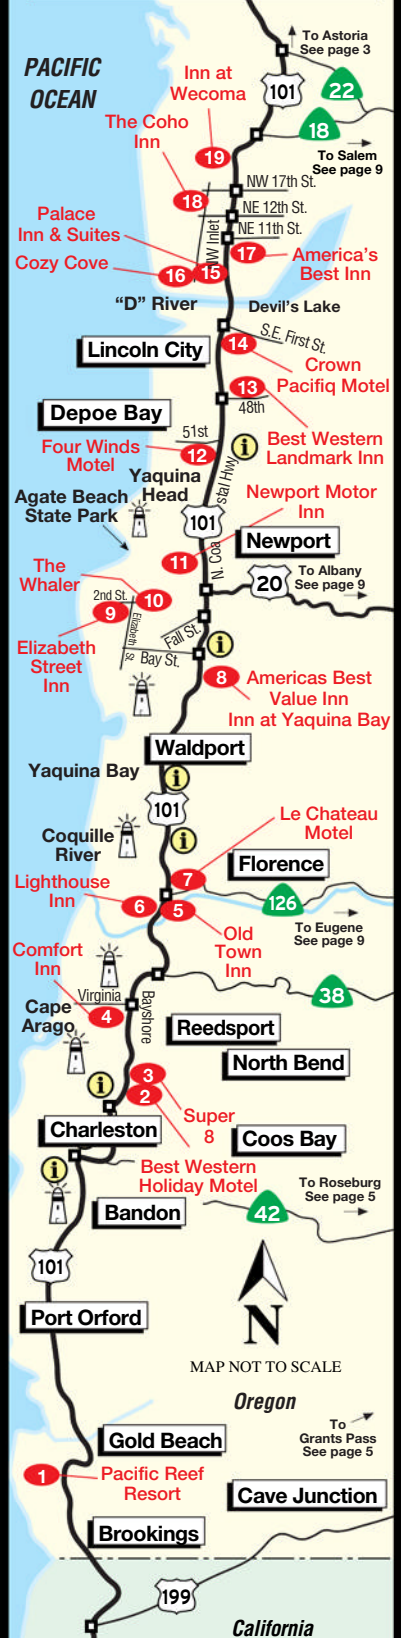 To Astoria
See page 3
PACIFIC
OCEAN
Inn at
Wecoma
101
22
The Coho
Inn
18
19
To Salem
See page 9
NW 17th St.
18
NE 12th St.
Palace
Inn & Suites
NW Inlet
NE 11th St.
17
America's
Best Inn
Cozy Cove
16
15
"D" River
Devil's Lake
S.E. First St.
14
Lincoln City
Crown
Pacifiq Motel
13
48th
Depoe Bay
51st
i
Best Western
Landmark Inn
Four Winds
Motel
12
Yaquina
Head
stal Hwy
N. Coa
Newport Motor
Inn
Agate Beach
State Park
101
Newport
11
The
Whaler
To Albany
See page 9
20
2nd St.
10
9
Elizabeth
St.
Fall St.
Bay St.
i
Elizabeth
Street
Inn
8
Americas Best
Value Inn
Inn at Yaquina Bay
Waldport
Yaquina Bay
i
101
Le Chateau
Motel
Coquille
River
i
Florence
7
Lighthouse
Inn
6
5
126
To Eugene
See page 9
Old
Town
Inn
Comfort
Inn
38
Virginia
Bayshore
4
Cape
Arago
Reedsport
North Bend
3
2
i
Super
8
Charleston
Coos Bay
i
Best Western
Holiday Motel
To Roseburg
See page 5
Bandon
42
101
N
Port Orford
MAP NOT TO SCALE
Oregon
To
Grants Pass
See page 5
Gold Beach
1
Pacific Reef
Resort
Cave Junction
Brookings
199
California